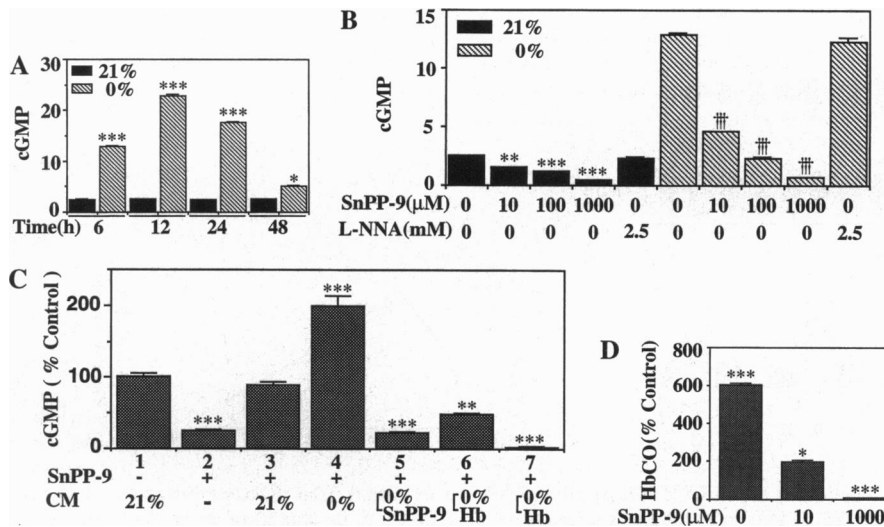 A
21%
0%
cGMP
30
20
10
0
***
***
***
*
Time(h) 6 12 24 48
B
21%
0%
cGMP
15
12
5
0
** *** ***
ⵌ ⵌ ⵌ
SnPP-9(μM) 0 10 100 1000 0 0 10 100 1000 0
L-NNA(mM) 0 0 0 0 2.5 0 0 0 0 2.5
C
cGMP ( % Control)
200
100
0
***
***
***
**
***
1 2 3 4 5 6 7
SnPP-9 - + + + + + +
CM 21% - 21% 0% [0% SnPP-9 [0% Hb [0% Hb
D
HbCO(% Control)
800
600
400
200
0
***
*
***
SnPP-9(μM) 0 10 1000